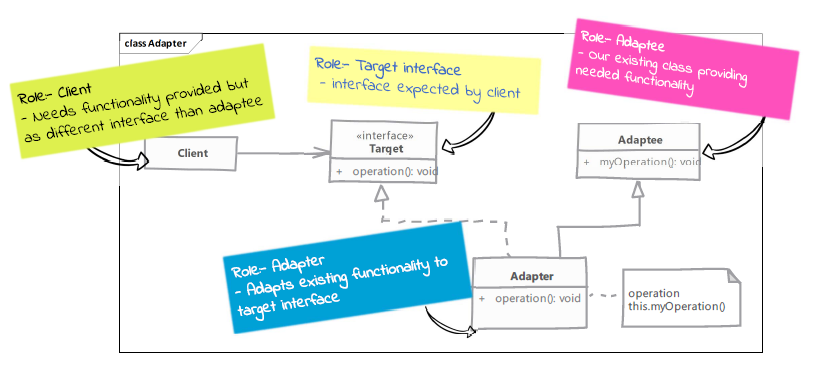 class Adapter
Role- Client
- Needs functionality provided but
as different interface than adaptee
Role- Target interface
- interface expected by client
Role- Adaptee
- Our existing class providing
needed functionality
Client
«interface»
Target
+ operation(): void
Adaptee
+ myOperation(): void
Role- Adapter
- Adapts existing functionality to
target interface
Adapter
+ operation(): void
operation
this.myOperation()